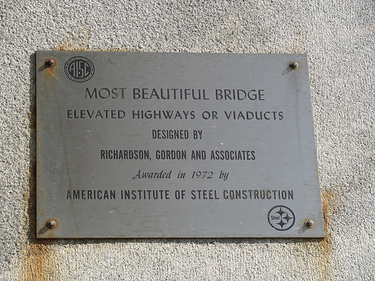 AISC
MOST BEAUTIFUL BRIDGE
ELEVATED HIGHWAYS OR VIADUCTS
DESIGNED BY
RICHARDSON, GORDON AND ASSOCIATES
Awarded in 1972 by
AMERICAN INSTITUTE OF STEEL CONSTRUCTION
Steel